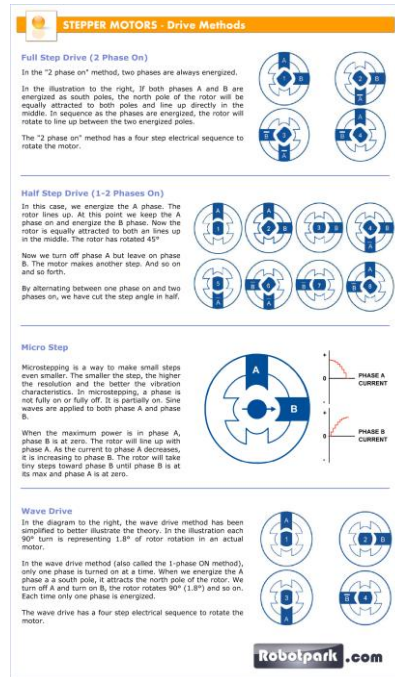 STEPPER MOTORS - Drive Methods
Full Step Drive (2 Phase On)
In the "2 phase on" method, two phases are always energized.
In the illustration to the right, If both phases A and B are
energized as south poles, the north pole of the rotor will be
equally attracted to both poles and line up directly in the
middle. In sequence as the phases are energized, the rotor will
rotate to line up between the two energized poles.
The "2 phase on" method has a four step electrical sequence to
rotate the motor.
A
1
B
2
B
A
B
3
A
A
B
4
Half Step Drive (1-2 Phases On)
In this case, we energize the A phase. The
rotor lines up. At this point we keep the A
phase on and energize the B phase. Now the
rotor is equally attracted to both an lines up
in the middle. The rotor has rotated 45°
Now we turn off phase A but leave on phase
B. The motor makes another step. And so on
and so forth.
By alternating between one phase on and two
phases on, we have cut the step angle in half.
A
1
A
2
B
3
B
4
B
A
5
A
B
6
A
B
7
A
B
8
Micro Step
Microstepping is a way to make small steps
even smaller. The smaller the step, the higher
the resolution and the better the vibration
characteristics. In microstepping, a phase is
not fully on or fully off. It is partially on. Sine
waves are applied to both phase A and phase
B.
When the maximum power is in phase A,
phase B is at zero. The rotor will line up with
phase A. As the current to phase A decreases,
it is increasing to phase B. The rotor will take
tiny steps toward phase B until phase B is at
its max and phase A is at zero.
A
B
+
0
-
PHASE A
CURRENT
+
0
-
PHASE B
CURRENT
Wave Drive
In the diagram to the right, the wave drive method has been
simplified to better illustrate the theory. In the illustration each
90° turn is representing 1.8° of rotor rotation in an actual
motor.
In the wave drive method (also called the 1-phase ON method),
only one phase is turned on at a time. When we energize the A
phase a a south pole, it attracts the north pole of the rotor. We
turn off A and turn on B, the rotor rotates 90° (1.8°) and so on.
Each time only one phase is energized.
The wave drive has a four step electrical sequence to rotate the
motor.
A
1
2
B
3
A
B
4
Robotpark .com